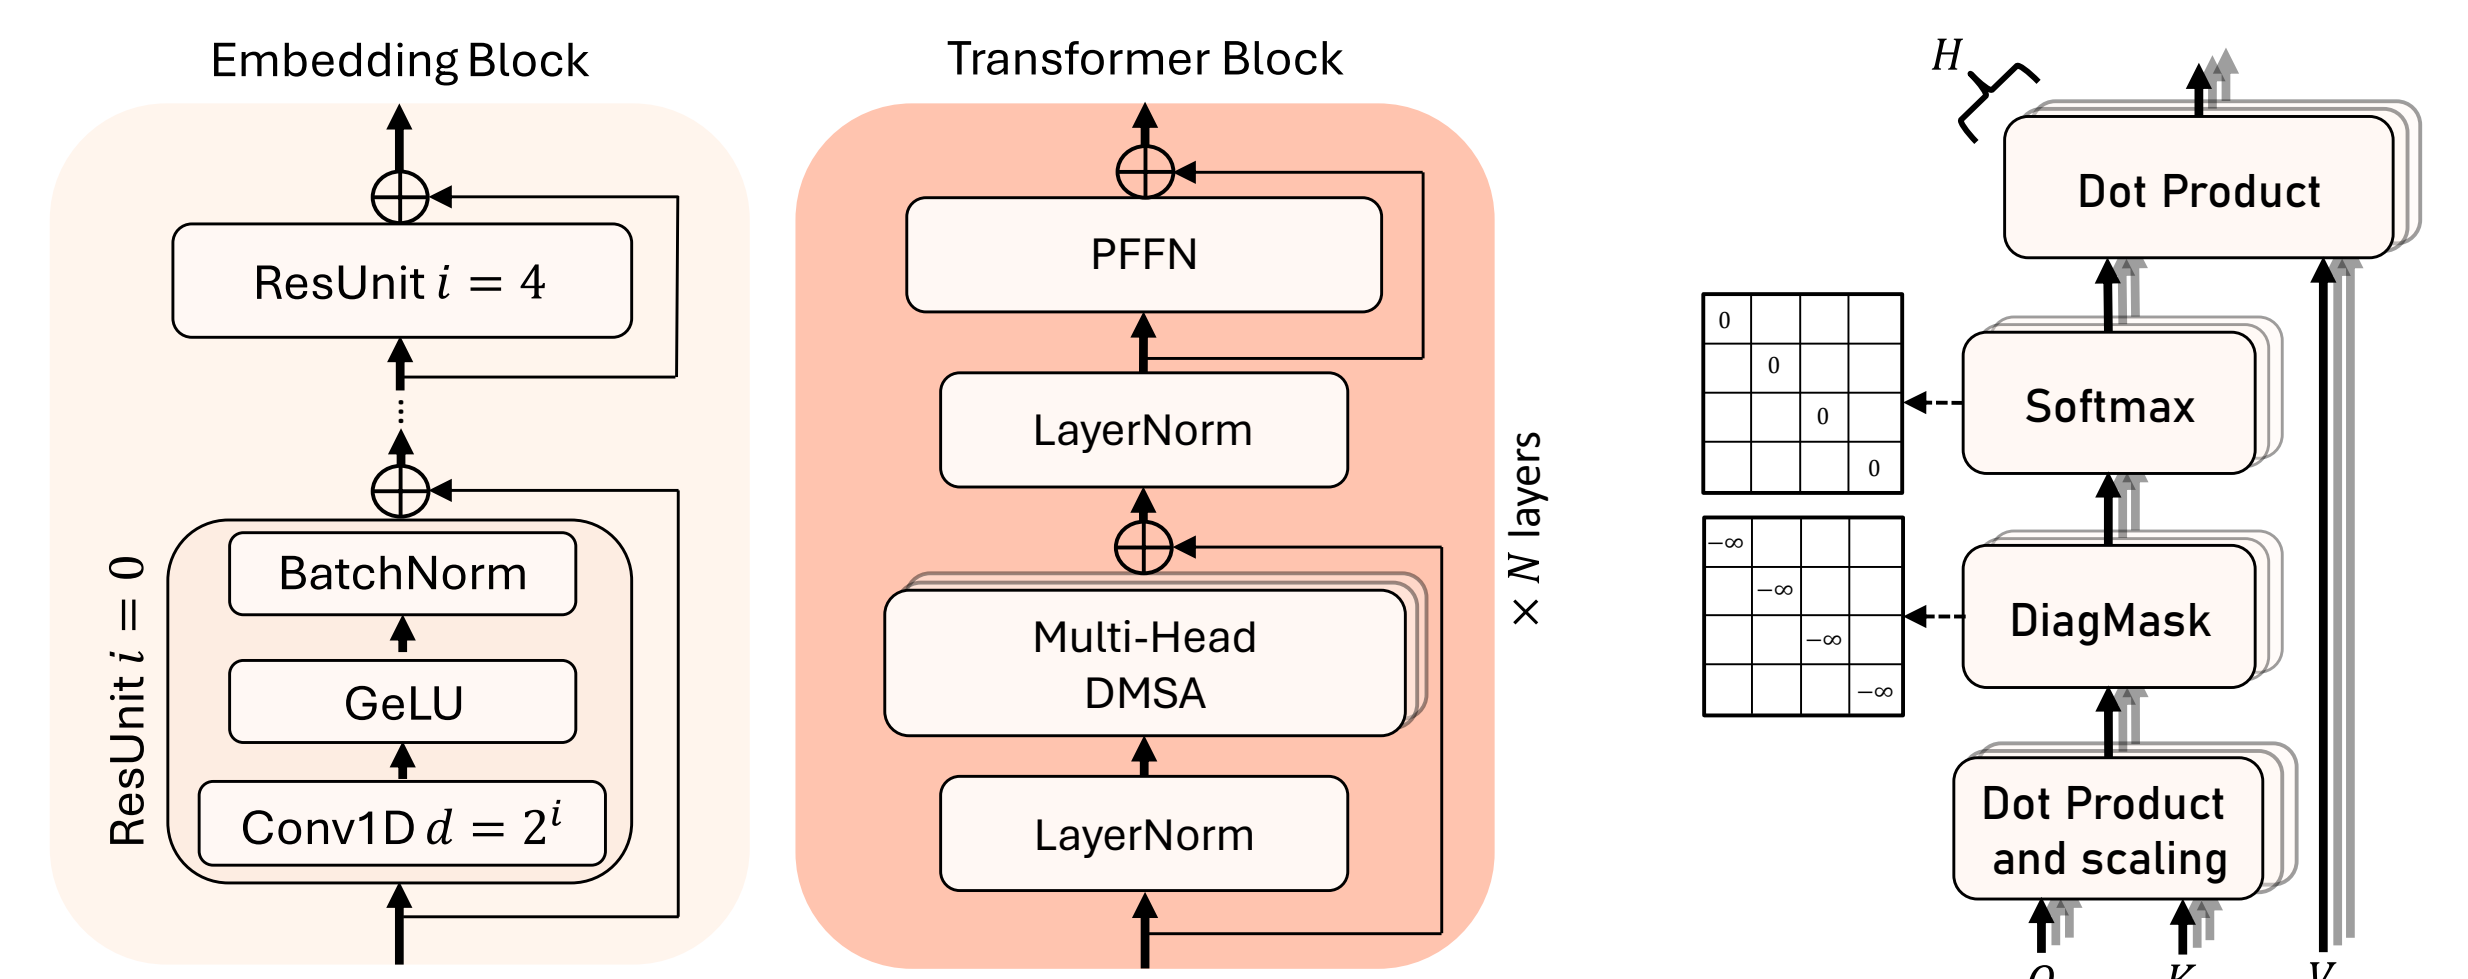 Embedding Block
ResUnit i = 4
ResUnit i = 0
BatchNorm
GeLU
Conv1D d = 2^i
Transformer Block
PFFN
LayerNorm
Multi-Head
DMSA
LayerNorm
× N layers
H
Dot Product
Softmax
0
0
0
0
DiagMask
−∞
−∞
−∞
−∞
Dot Product
and scaling
Q K V